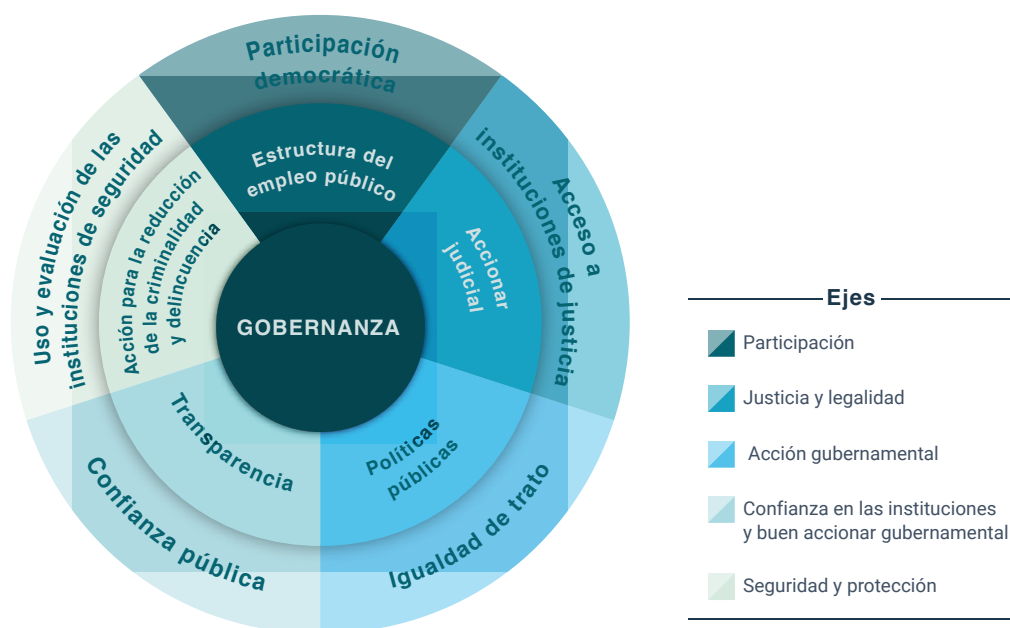 Participación
democrática
Estructura del
empleo público
Acceso a
instituciones de justicia
Accionar
judicial
Igualdad de trato
Políticas
públicas
Confianza pública
Transparencia
Uso y evaluación de las
instituciones de seguridad
Acción para la reducción
de la criminalidad
y delincuencia
GOBERNANZA
Ejes
Participación
Justicia y legalidad
Acción gubernamental
Confianza en las instituciones
y buen accionar gubernamental
Seguridad y protección